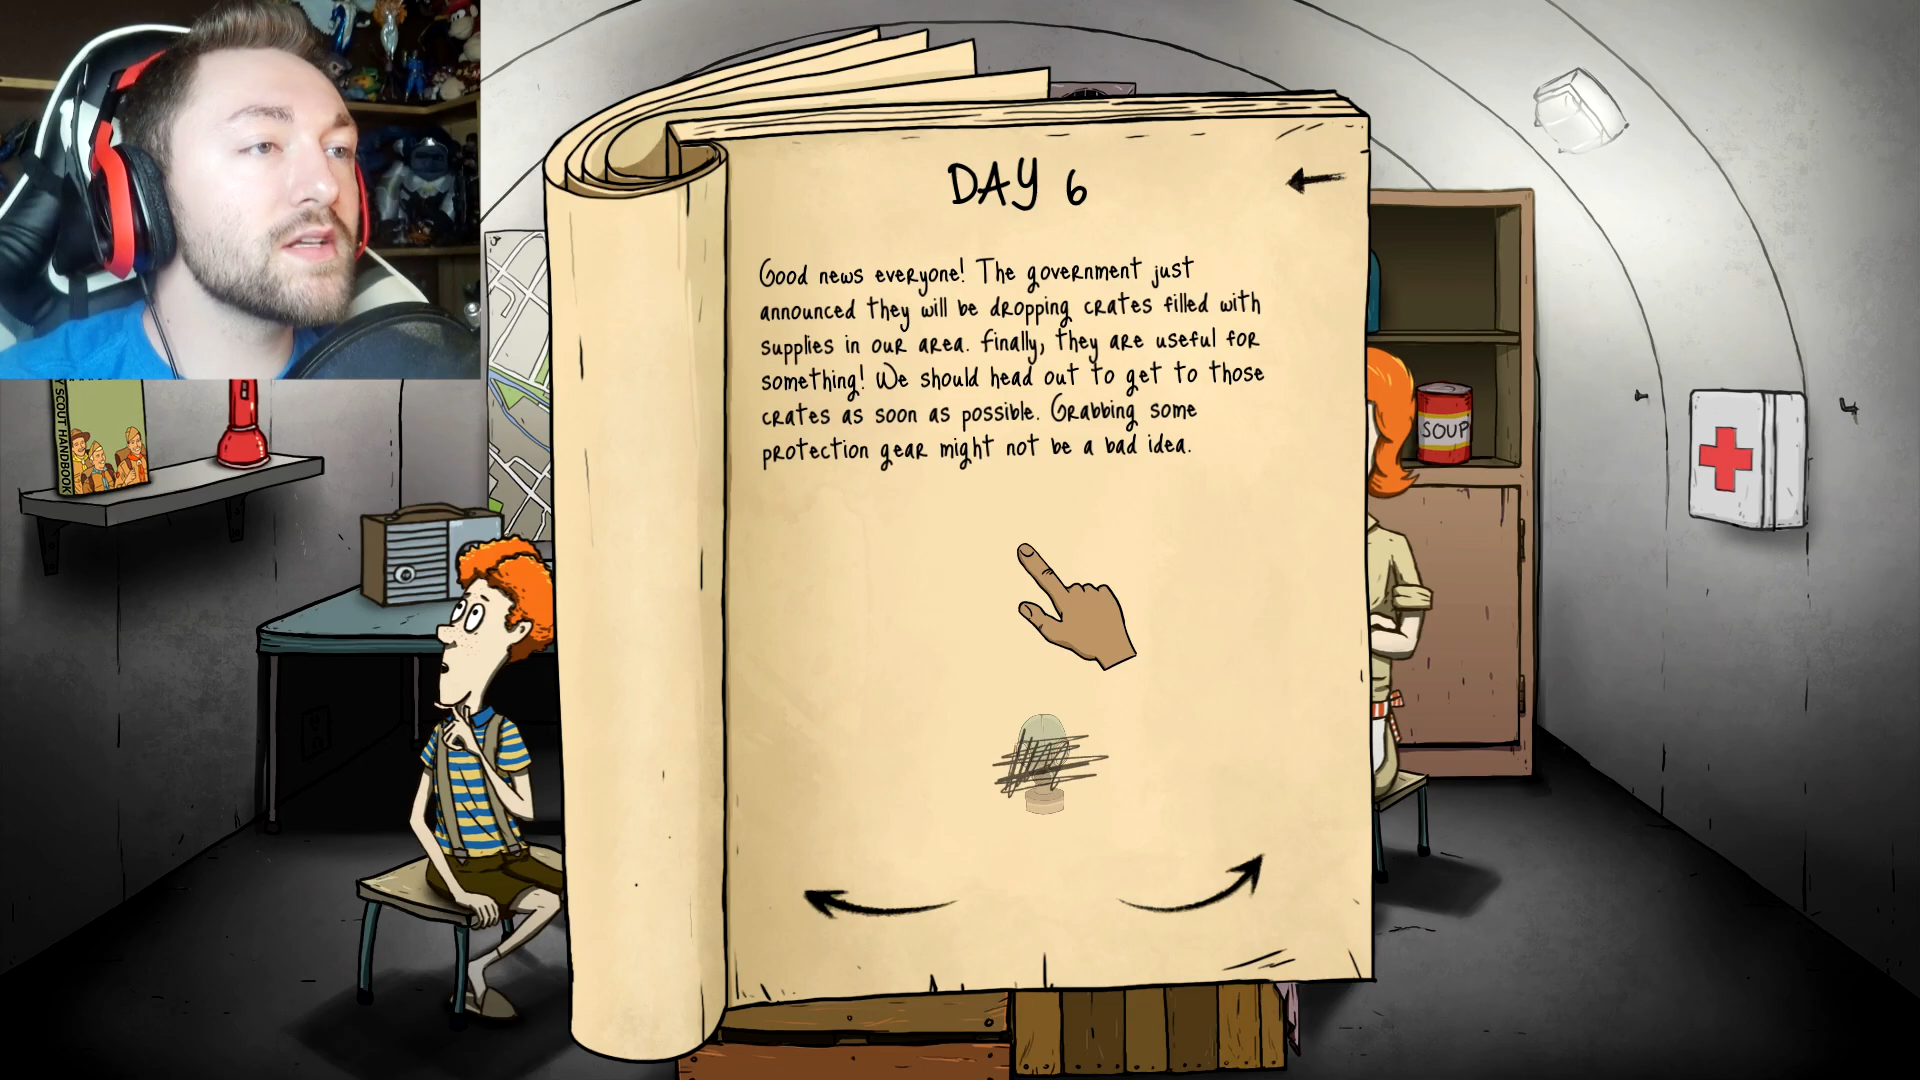 DAY 6
Good news everyone! The government just
announced they will be dropping crates filled with
supplies in our area. Finally, they are useful for
something! We should head out to get to those
crates as soon as possible. Grabbing some
protection gear might not be a bad idea.
Y SCOUT HANDBOOK
SOUP